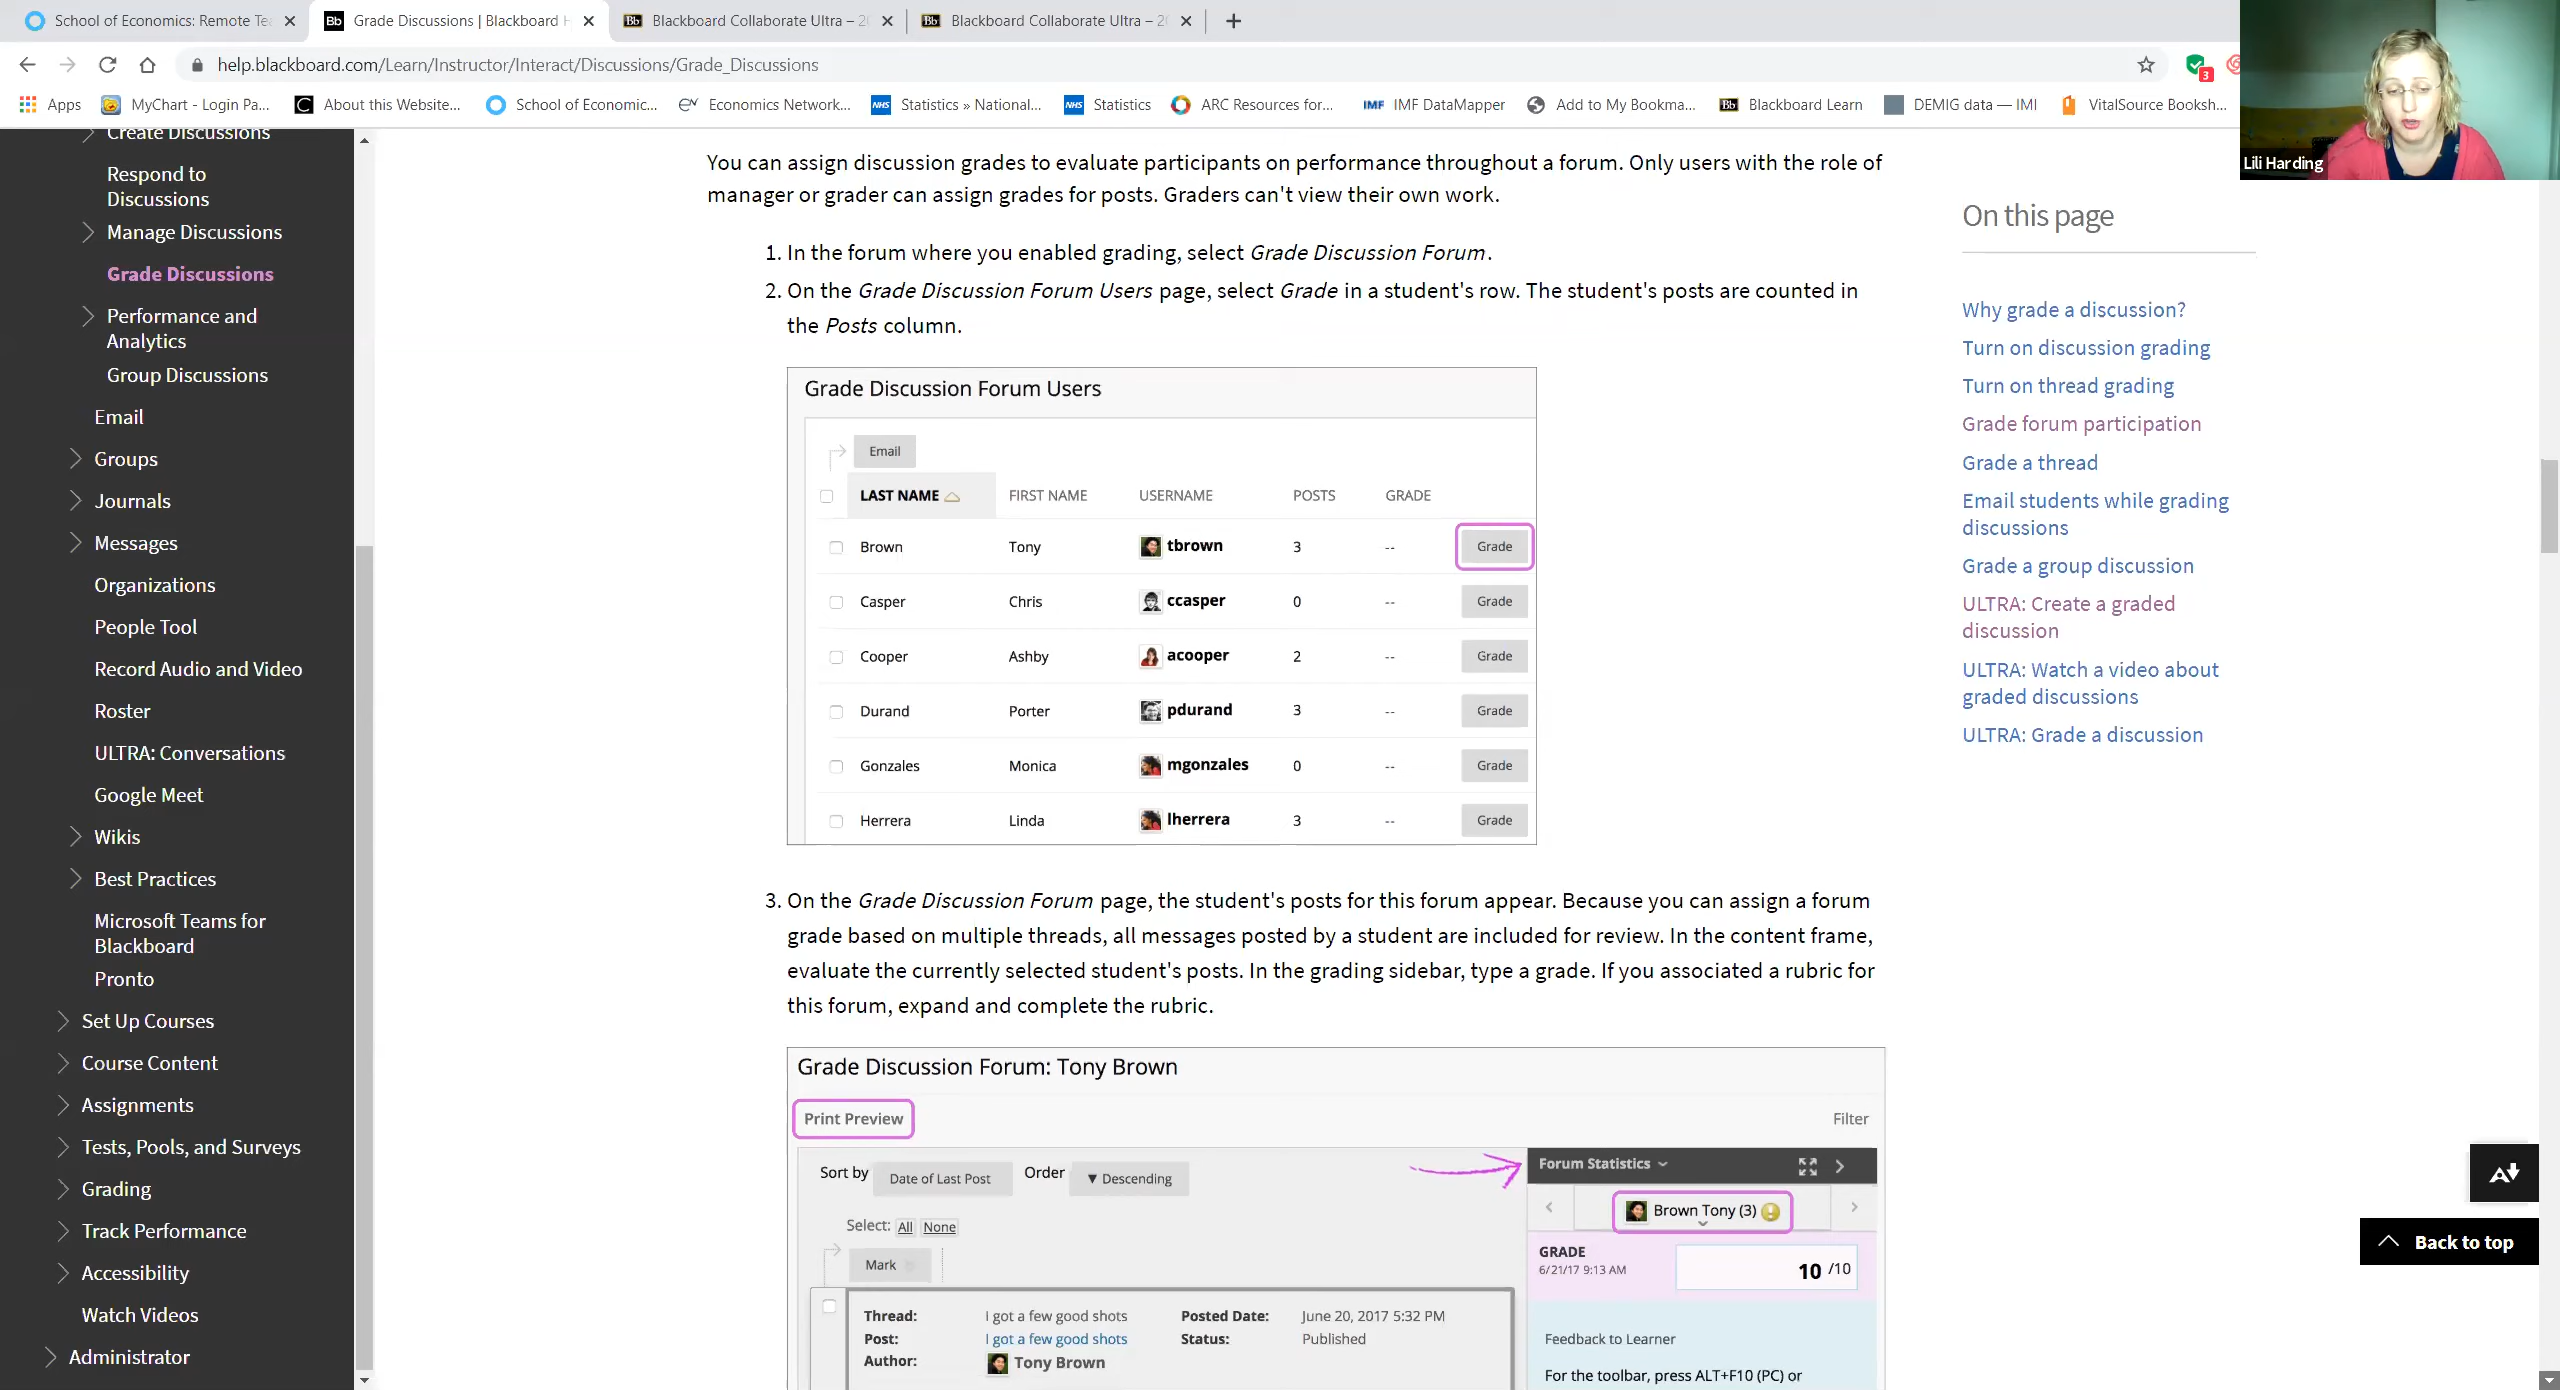 School of Economics: Remote Te
Grade Discussions | Blackboard H
Blackboard Collaborate Ultra – 20
Blackboard Collaborate Ultra – 20
help.blackboard.com/Learn/Instructor/Interact/Discussions/Grade_Discussions
3
Apps
MyChart - Login Pa...
About this Website...
School of Economic...
Economics Network...
Statistics » National...
Statistics
ARC Resources for...
IMF DataMapper
Add to My Bookma...
Blackboard Learn
DEMIG data — IMI
VitalSource Booksh...
Lili Harding
Create Discussions
Respond to
Discussions
Manage Discussions
Grade Discussions
Performance and
Analytics
Group Discussions
Email
Groups
Journals
Messages
Organizations
People Tool
Record Audio and Video
Roster
ULTRA: Conversations
Google Meet
Wikis
Best Practices
Microsoft Teams for
Blackboard
Pronto
Set Up Courses
Course Content
Assignments
Tests, Pools, and Surveys
Grading
Track Performance
Accessibility
Watch Videos
Administrator
You can assign discussion grades to evaluate participants on performance throughout a forum. Only users with the role of
manager or grader can assign grades for posts. Graders can't view their own work.
1. In the forum where you enabled grading, select Grade Discussion Forum.
2. On the Grade Discussion Forum Users page, select Grade in a student's row. The student's posts are counted in
the Posts column.
Grade Discussion Forum Users
Email
LAST NAME FIRST NAME USERNAME POSTS GRADE
Brown Tony tbrown 3 -- Grade
Casper Chris ccasper 0 -- Grade
Cooper Ashby acooper 2 -- Grade
Durand Porter pdurand 3 -- Grade
Gonzales Monica mgonzales 0 -- Grade
Herrera Linda lherrera 3 -- Grade
3. On the Grade Discussion Forum page, the student's posts for this forum appear. Because you can assign a forum
grade based on multiple threads, all messages posted by a student are included for review. In the content frame,
evaluate the currently selected student's posts. In the grading sidebar, type a grade. If you associated a rubric for
this forum, expand and complete the rubric.
Grade Discussion Forum: Tony Brown
Print Preview Filter
Sort by Date of Last Post Order ▼ Descending
Select: All None
Mark
Thread: I got a few good shots Posted Date: June 20, 2017 5:32 PM
Post: I got a few good shots Status: Published
Author: Tony Brown
Forum Statistics
Brown Tony (3)
GRADE
6/21/17 9:13 AM
10 /10
Feedback to Learner
For the toolbar, press ALT+F10 (PC) or
On this page
Why grade a discussion?
Turn on discussion grading
Turn on thread grading
Grade forum participation
Grade a thread
Email students while grading
discussions
Grade a group discussion
ULTRA: Create a graded
discussion
ULTRA: Watch a video about
graded discussions
ULTRA: Grade a discussion
Back to top